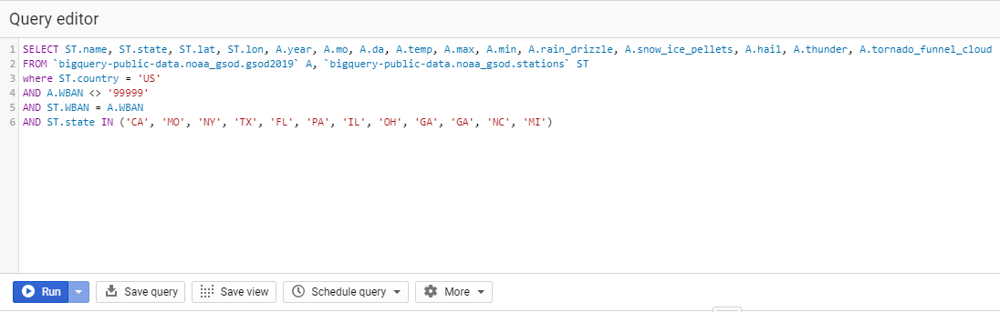 Query editor
1 SELECT ST.name, ST.state, ST.lat, ST.lon, A.year, A.mo, A.da, A.temp, A.max, A.min, A.rain_drizzle, A.snow_ice_pellets, A.hail, A.thunder, A.tornado_funnel_cloud
2 FROM `bigquery-public-data.noaa_gsod.gsod2019` A, `bigquery-public-data.noaa_gsod.stations` ST
3 where ST.country = 'US'
4 AND A.WBAN <> '99999'
5 AND ST.WBAN = A.WBAN
6 AND ST.state IN ('CA', 'MO', 'NY', 'TX', 'FL', 'PA', 'IL', 'OH', 'GA', 'GA', 'NC', 'MI')
Run Save query Save view Schedule query More